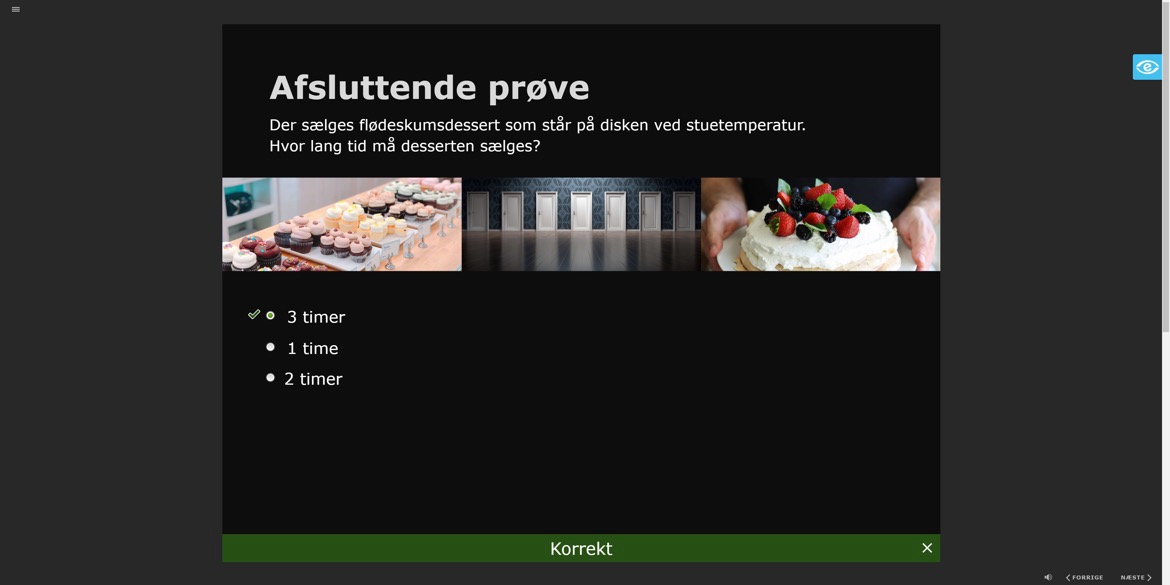 Afsluttende prøve
Der sælges flødeskumsdessert som står på disken ved stuetemperatur.
Hvor lang tid må desserten sælges?
3 timer
1 time
2 timer
Korrekt
FORRIGE
NÆSTE